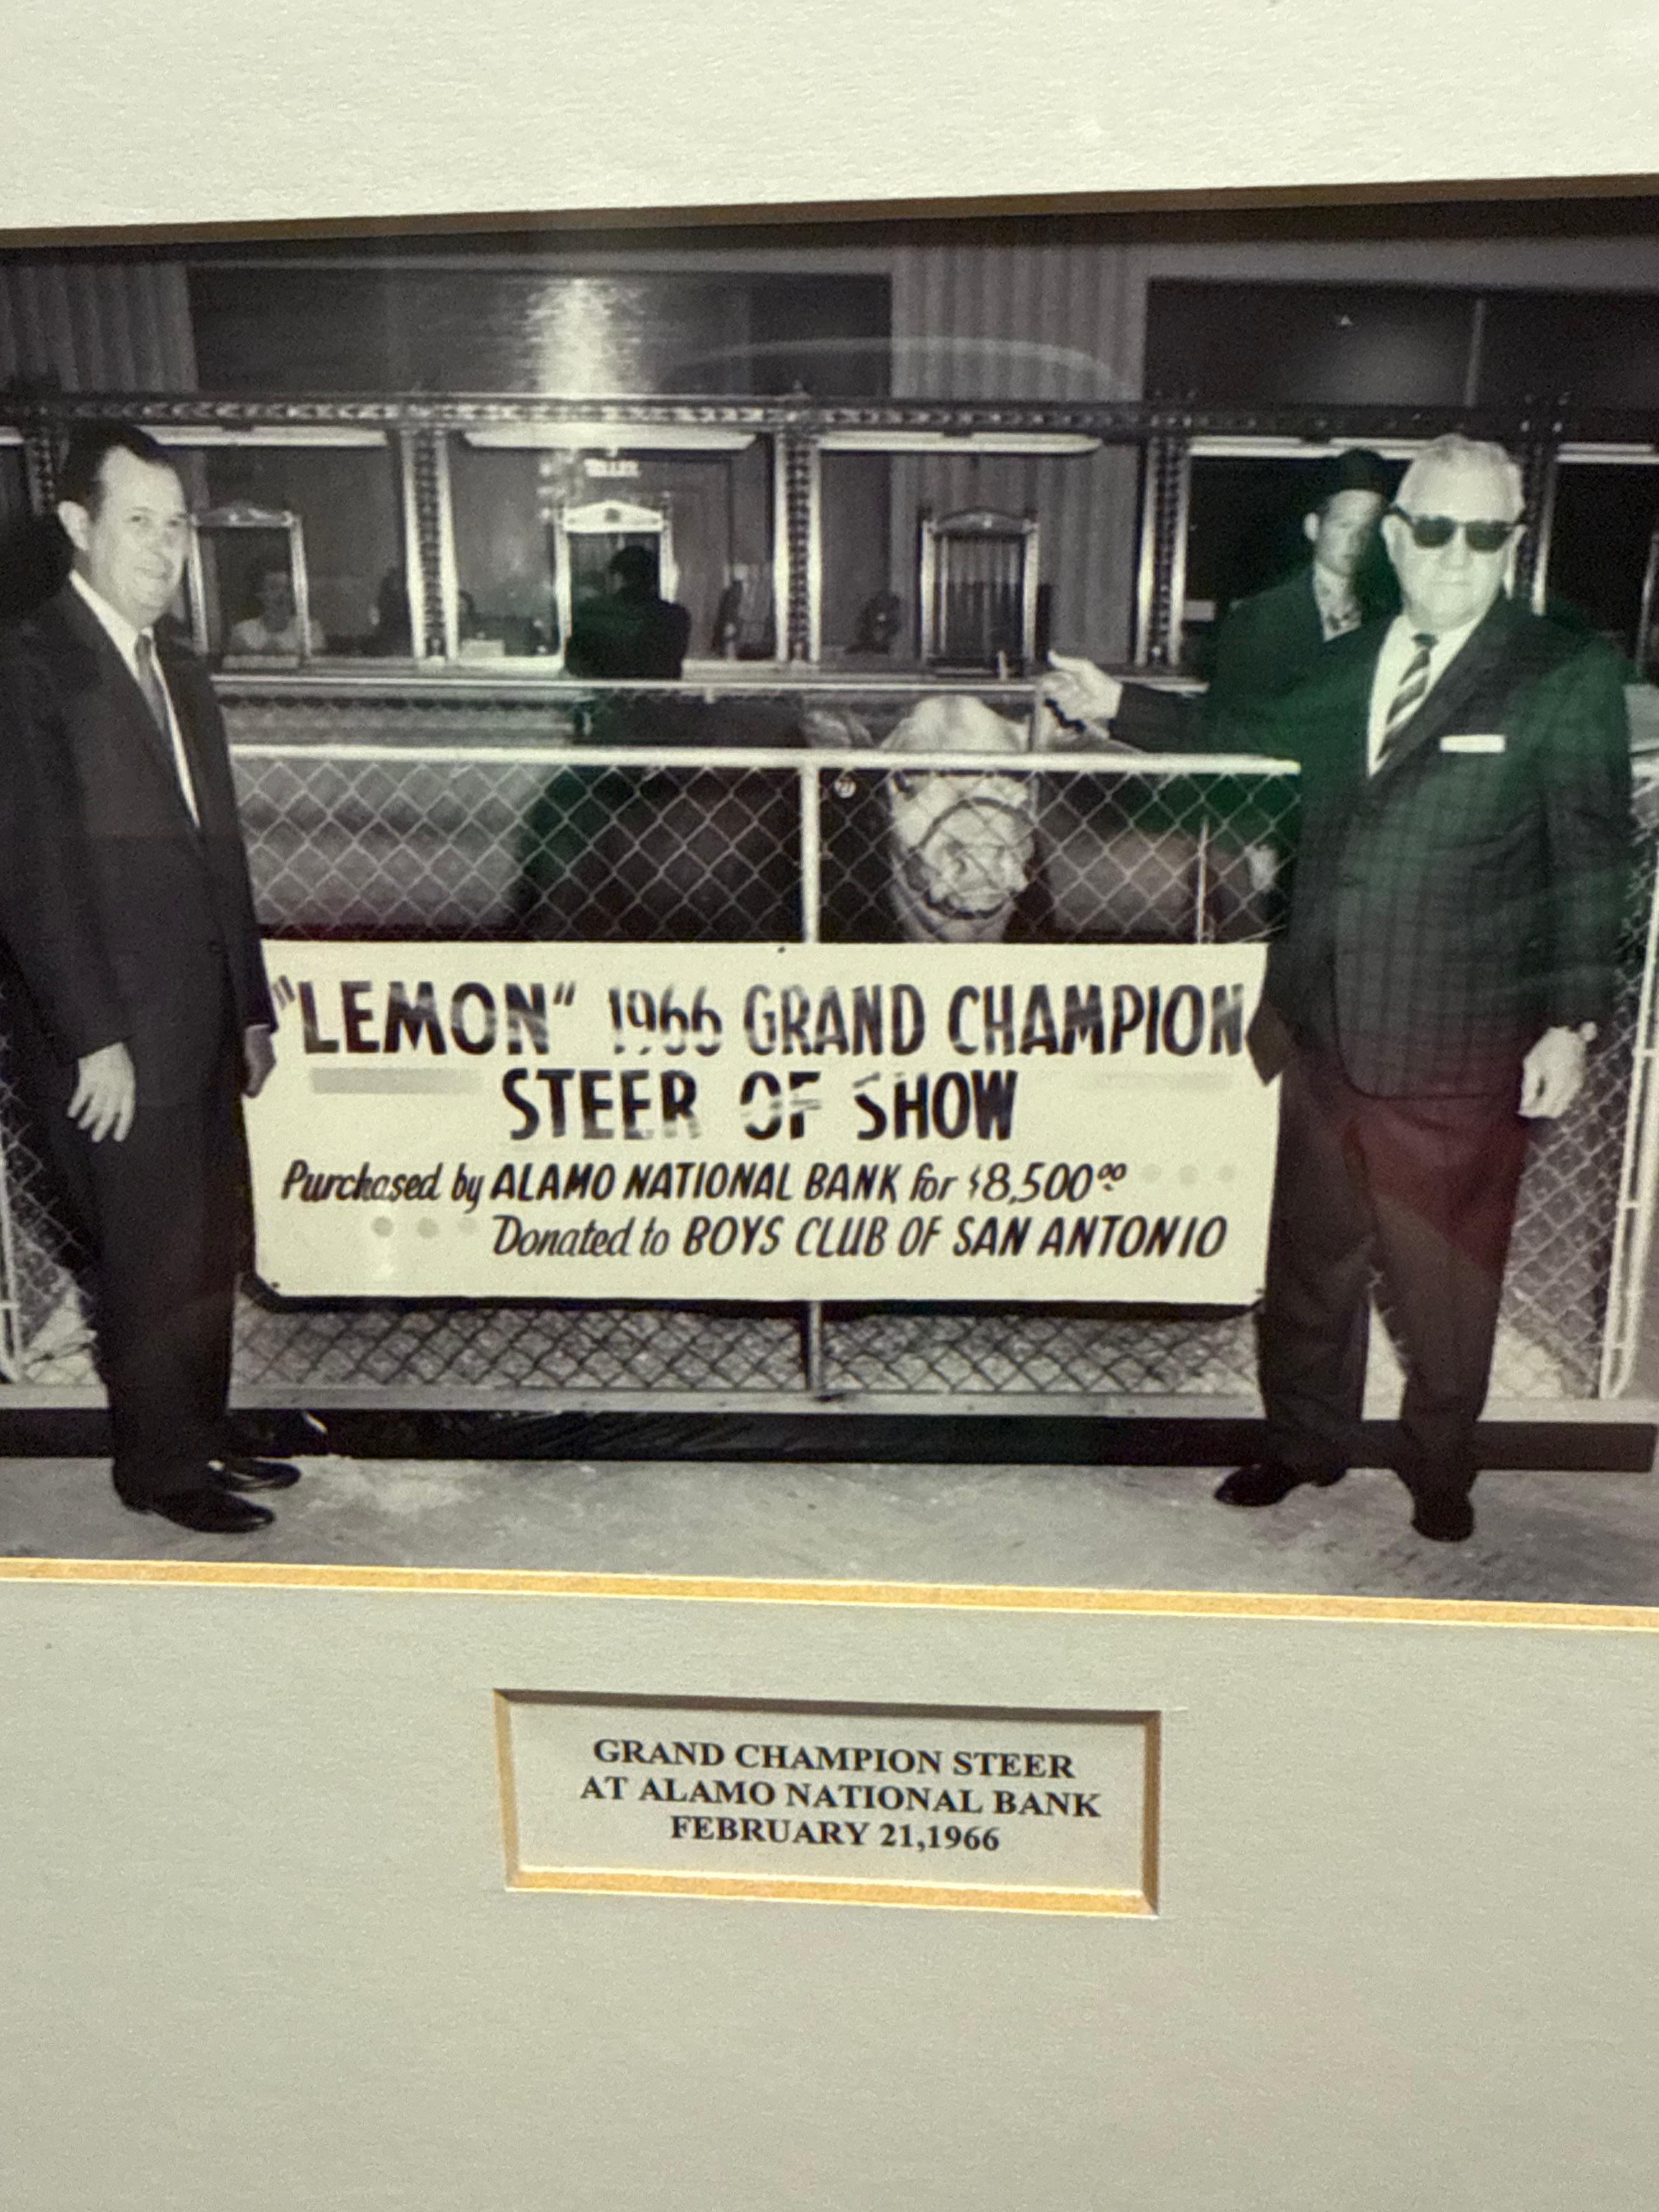 TELLER
"LEMON" 1966 GRAND CHAMPION
STEER OF SHOW
Purchased by ALAMO NATIONAL BANK for $8,500.00
Donated to BOYS CLUB OF SAN ANTONIO
GRAND CHAMPION STEER
AT ALAMO NATIONAL BANK
FEBRUARY 21,1966